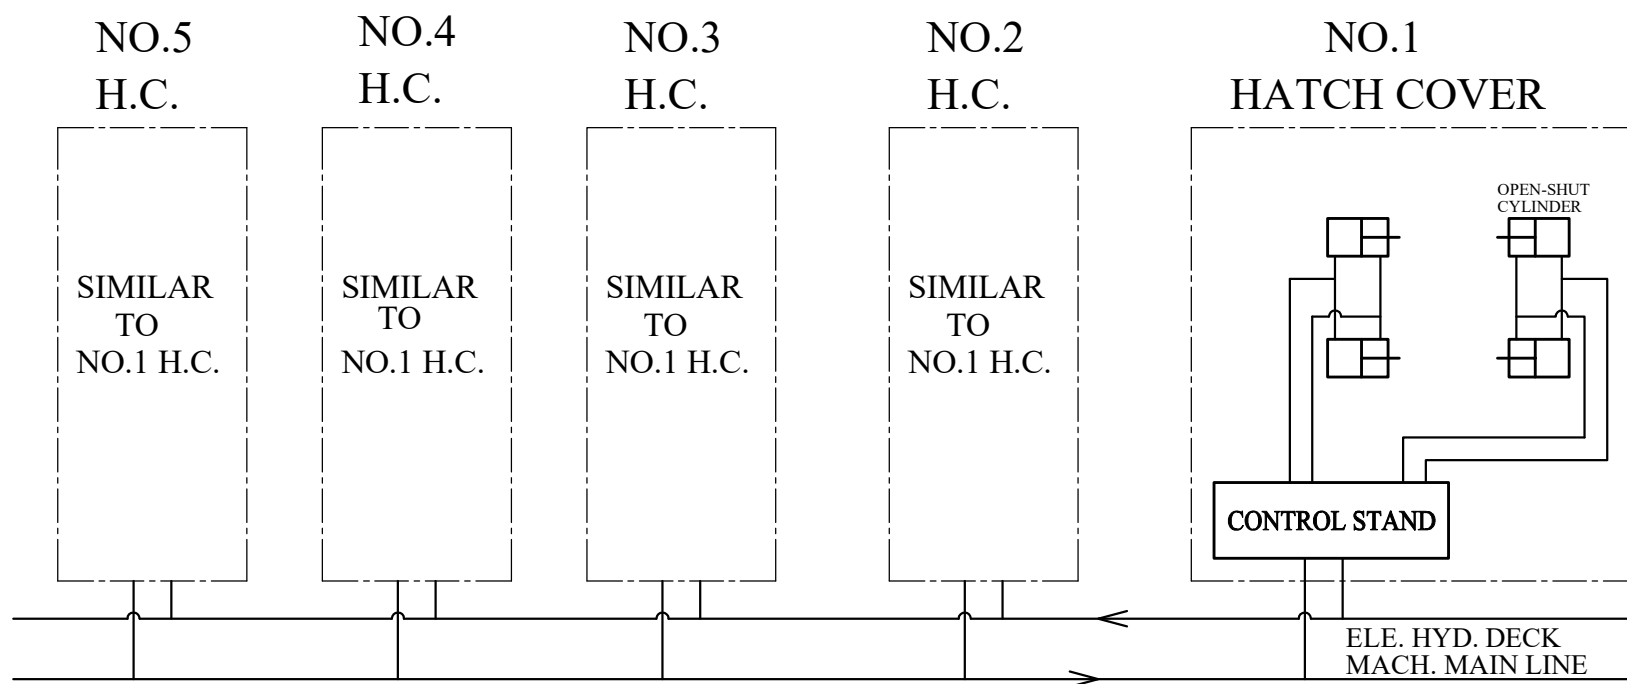 NO.5
H.C.
NO.4
H.C.
NO.3
H.C.
NO.2
H.C.
NO.1
HATCH COVER
SIMILAR
TO
NO.1 H.C.
SIMILAR
TO
NO.1 H.C.
SIMILAR
TO
NO.1 H.C.
SIMILAR
TO
NO.1 H.C.
OPEN-SHUT
CYLINDER
CONTROL STAND
ELE. HYD. DECK
MACH. MAIN LINE